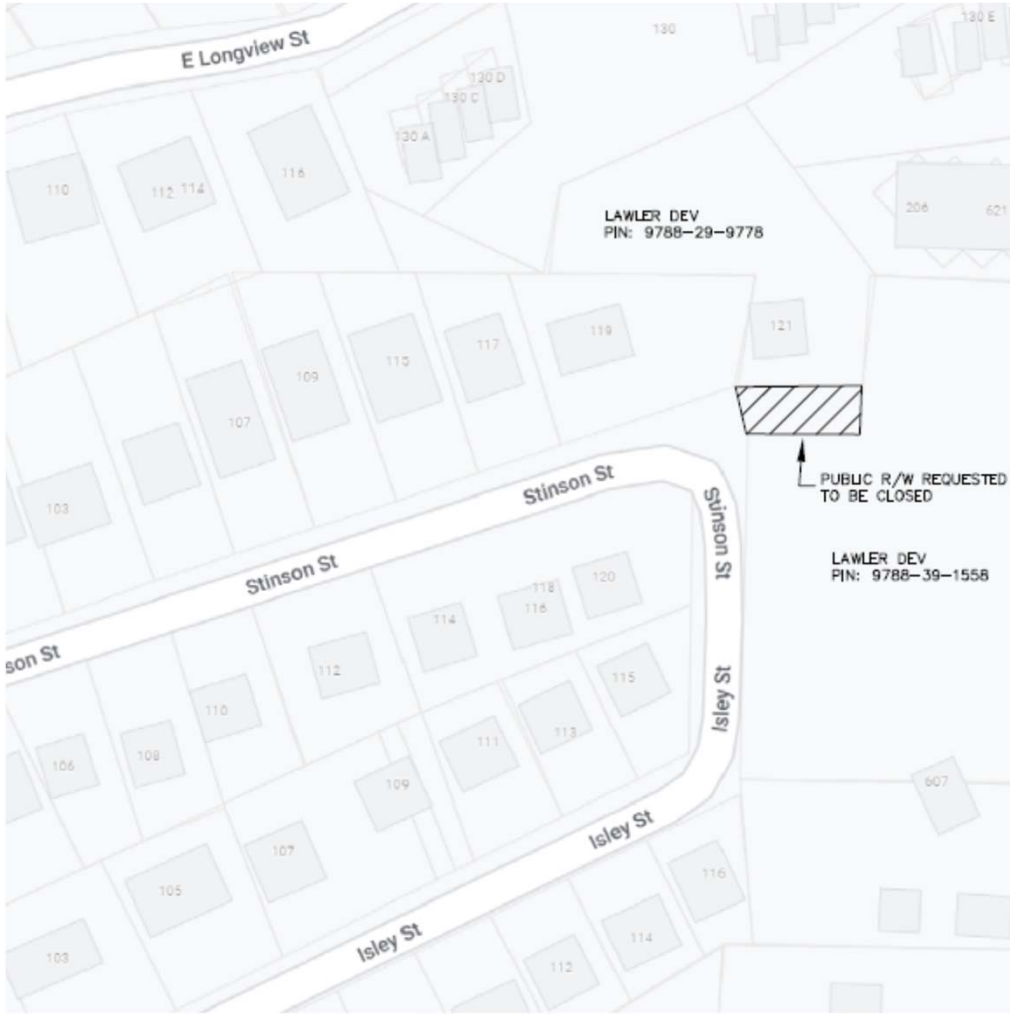 E Longview St
130
130 E
130 D
130 C
130 A
110
112 114
116
206
621
LAWLER DEV
PIN: 9788-29-9778
121
119
117
115
109
107
103
PUBLIC R/W REQUESTED
TO BE CLOSED
Stinson St
Stinson St
Stinson St
son St
LAWLER DEV
PIN: 9788-39-1558
120
118
116
114
112
110
108
106
115
113
111
109
107
105
103
Isley St
Isley St
Isley St
607
116
114
112